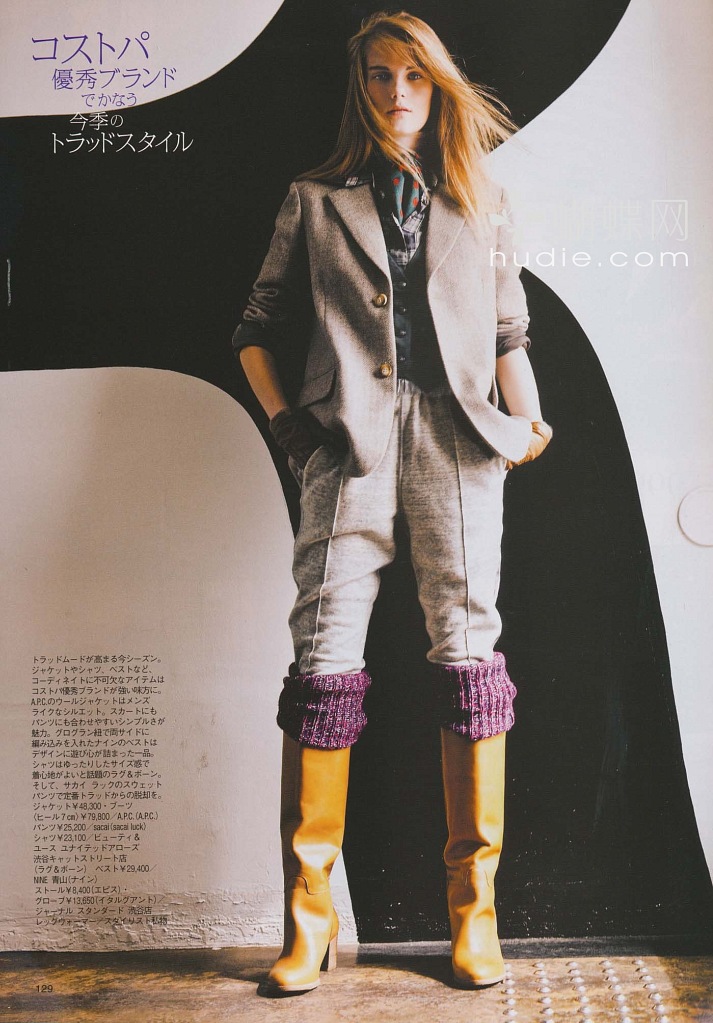 コストパ
優秀ブランド
でかなう
今季の
トラッドスタイル
蝶网
hudie.com
トラッドムードが高まる今シーズン。
ジャケットやシャツ、ベストなど、
コーディネイトに不可欠なアイテムは
コストパ優秀ブランドが強い味方に。
A.P.C.のウールジャケットはメンズ
ライクなシルエット。スカートにも
パンツにも合わせやすいシンプルさが
魅力。グログラン紐で両サイドに
編み込みを入れたナインのベストは
デザインに遊び心が詰まった一品。
シャツはゆったりしたサイズ感で
着心地がよいと話題のラグ&ボーン。
そして、サカイ ラックのスウェット
パンツで定番トラッドからの脱却を。
ジャケット¥48,300・ブーツ
〈ヒール7cm〉¥79,800／A.P.C.(A.P.C.)
パンツ¥25,200／sacai(sacai luck)
シャツ¥23,100／ビューティ&
ユース ユナイテッドアローズ
渋谷キャットストリート店
(ラグ&ボーン) ベスト¥29,400／
NINE 青山(ナイン)
ストール¥8,400(エピス)・
グローブ¥13,650(イタルグアント)／
ジャーナル スタンダード 渋谷店
レッグウォーマー／スタイリスト私物
129